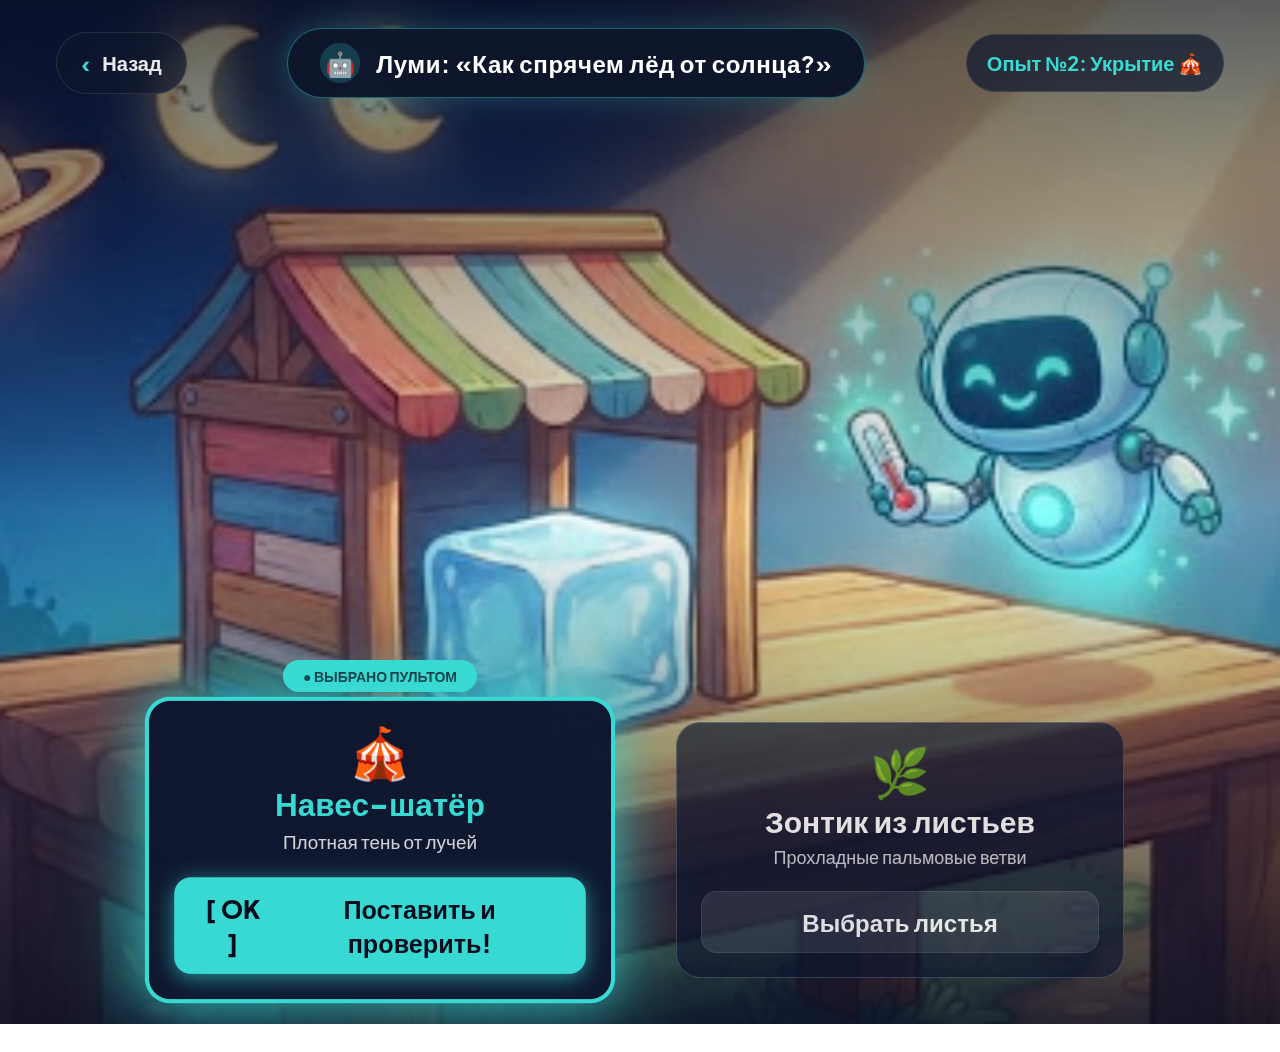 ‹ Назад
Луми: «Как спрячем лёд от солнца?»
Опыт №2: Укрытие
● ВЫБРАНО ПУЛЬТОМ
Навес-шатёр
Плотная тень от лучей
[ OK ]
Поставить и
проверить!
Зонтик из листьев
Прохладные пальмовые ветви
Выбрать листья